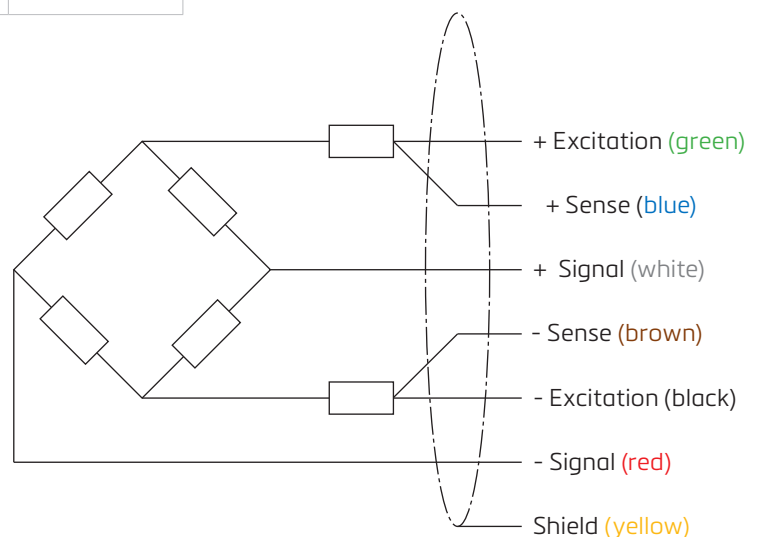 + Excitation (green)
+ Sense (blue)
+ Signal (white)
- Sense (brown)
- Excitation (black)
- Signal (red)
Shield (yellow)